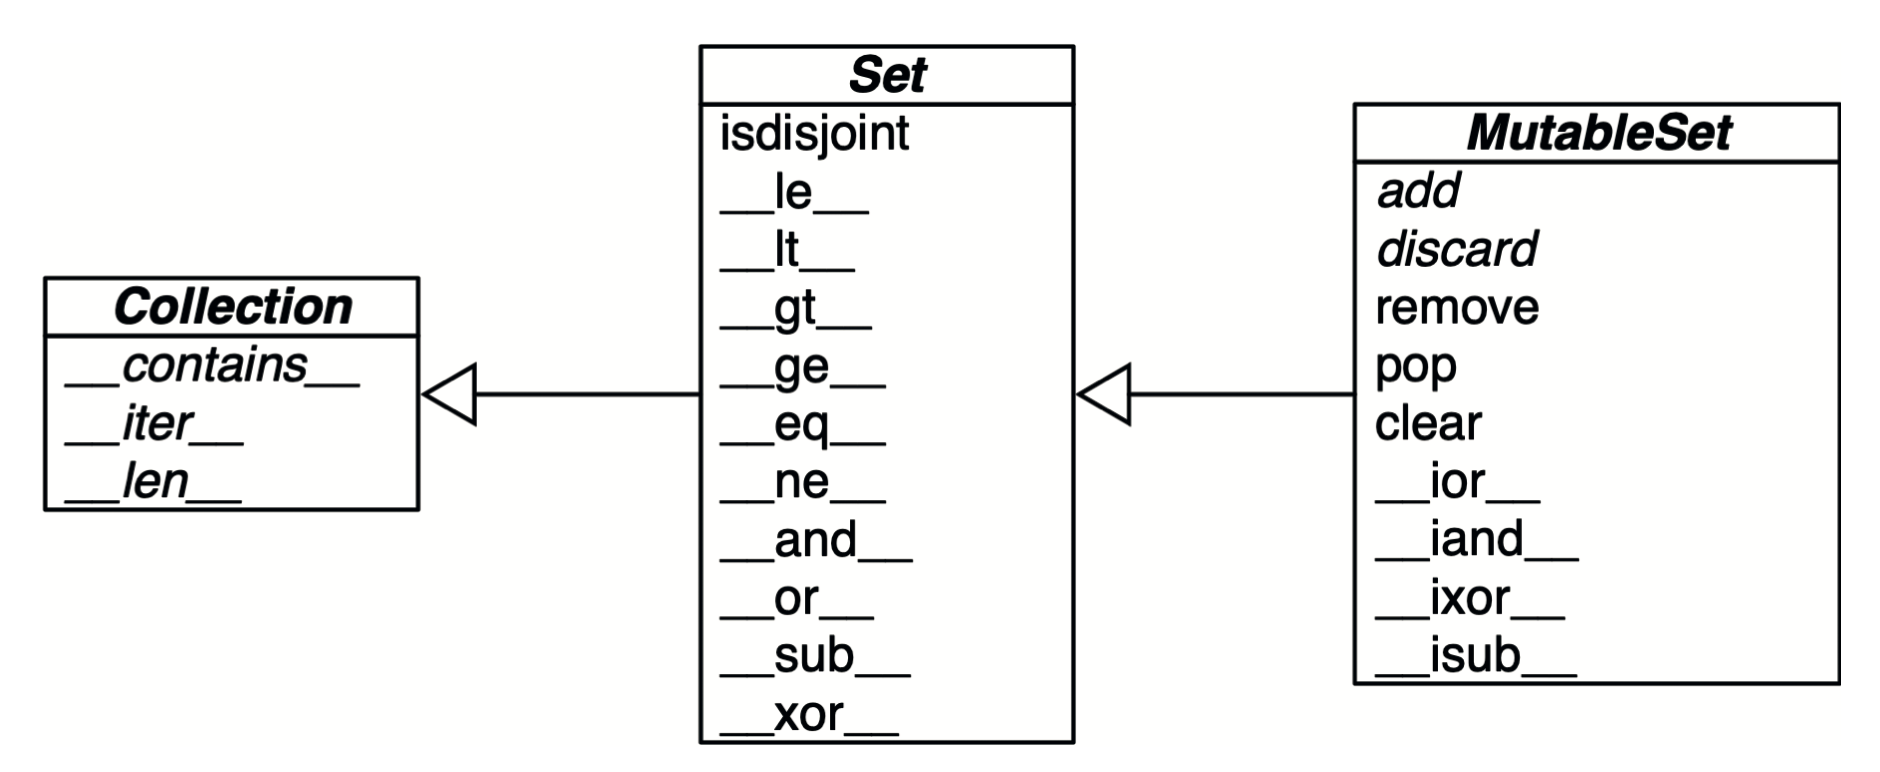 Collection
__contains__
__iter__
__len__
Set
isdisjoint
__le__
__lt__
__gt__
__ge__
__eq__
__ne__
__and__
__or__
__sub__
__xor__
MutableSet
add
discard
remove
pop
clear
__ior__
__iand__
__ixor__
__isub__